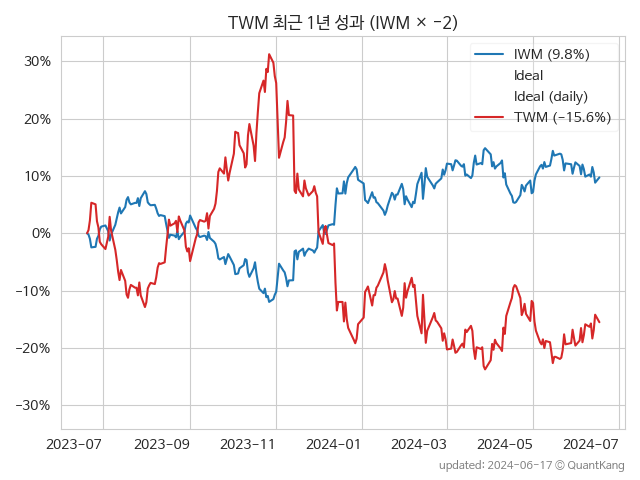 TWM 최근 1년 성과 (IWM × −2)
IWM (9.8%)
Ideal
Ideal (daily)
TWM (−15.6%)
30%
20%
10%
0%
−10%
−20%
−30%
2023-07
2023-09
2023-11
2024-01
2024-03
2024-05
2024-07
updated: 2024-06-17 © QuantKang